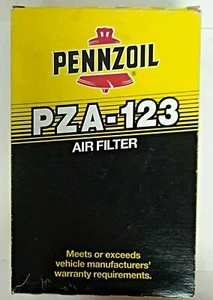 PENNZOIL
PZA-123
AIR FILTER
Meets or exceeds
vehicle manufacturers'
warranty requirements.